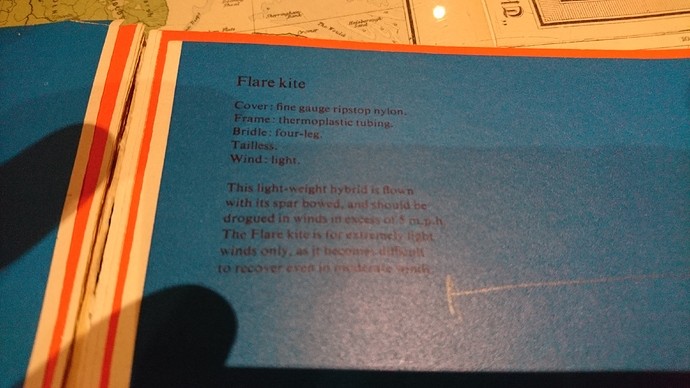 Flare kite
Cover: fine gauge ripstop nylon.
Frame: thermoplastic tubing.
Bridle: four-leg.
Tailless.
Wind: light.
This light-weight hybrid is flown
with its spar bowed, and should be
drogued in winds in excess of 8 m.p.h.
The Flare kite is for extremely light
winds only, as it becomes difficult
to recover even in moderate winds.